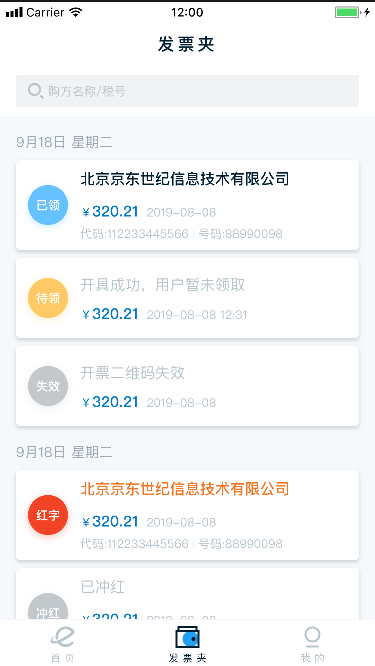 Carrier 12:00
发票夹
购方名称/税号
9月18日 星期二
已领
北京京东世纪信息技术有限公司
￥320.21 2019-08-08
代码:112233445566 | 号码:88990098
待领
开具成功，用户暂未领取
￥320.21 2019-08-08 12:31
失效
开票二维码失效
￥320.21 2019-08-08
9月18日 星期二
红字
北京京东世纪信息技术有限公司
￥320.21 2019-08-08
代码:112233445566 | 号码:88990098
冲红
已冲红
￥320.21 2019-08-08
首页
发票夹
我的